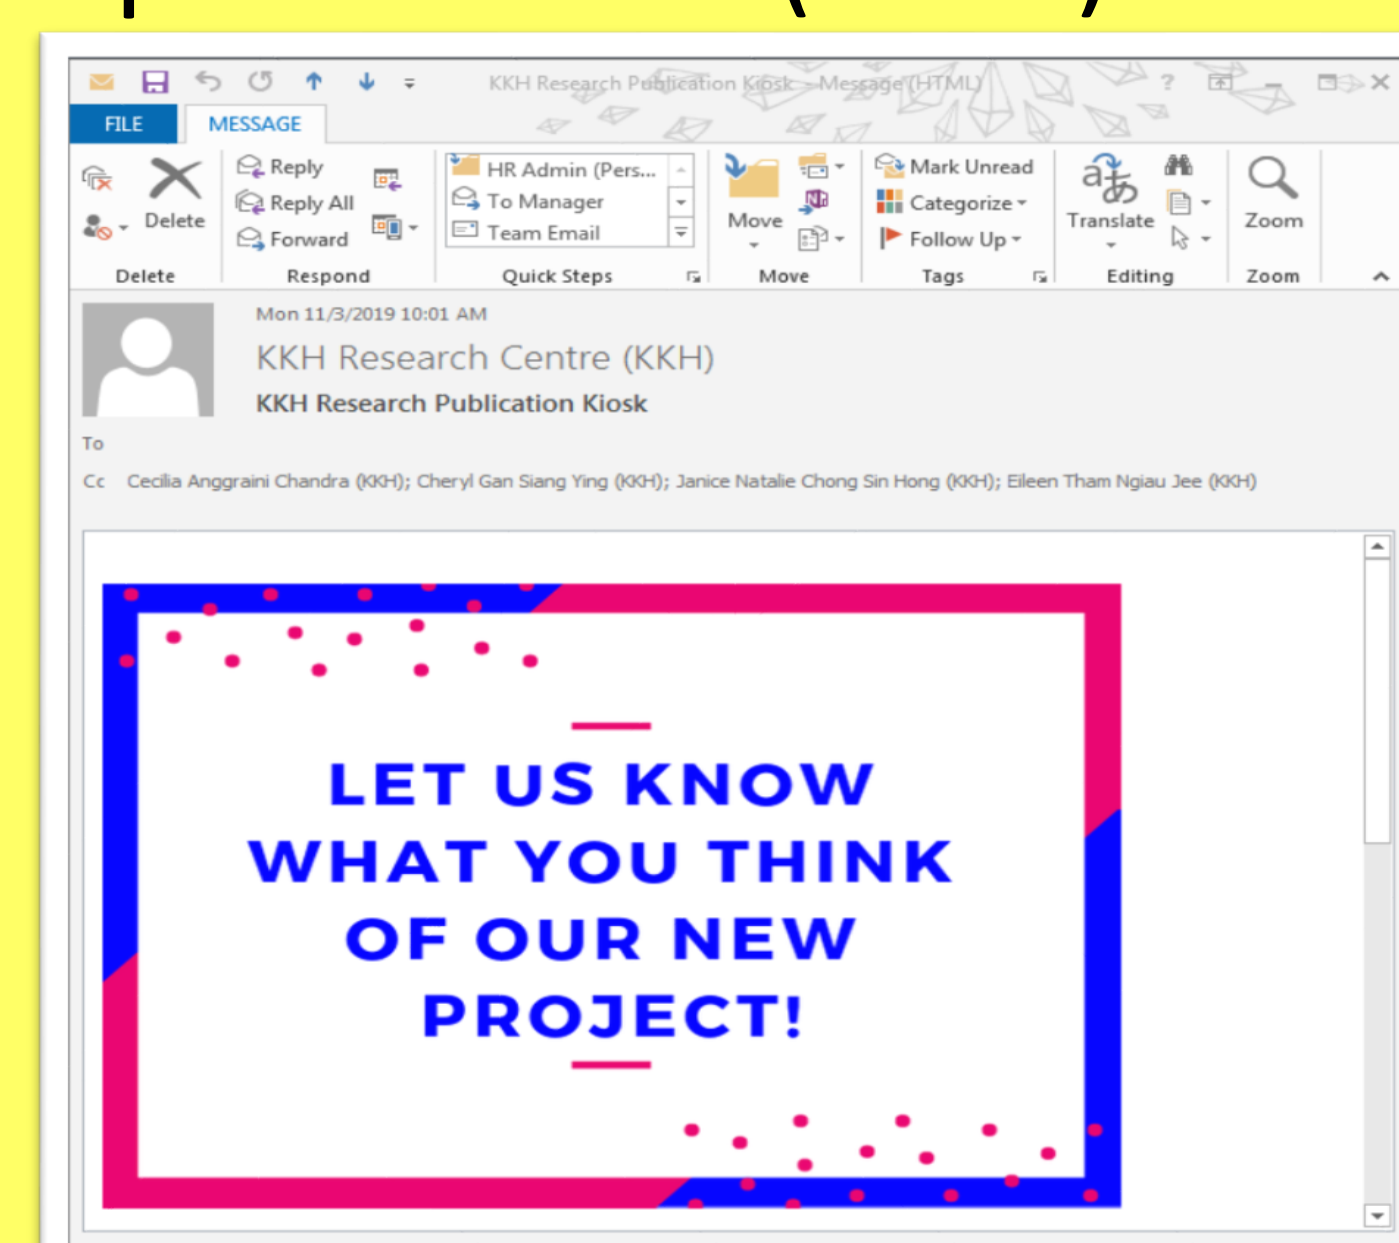 KKH Research Publication Kiosk - Message (HTML)
FILE MESSAGE
Reply
Reply All
Forward
Delete
HR Admin (Pers...
To Manager
Team Email
Move
Mark Unread
Categorize
Follow Up
Translate
Zoom
Delete Respond Quick Steps Move Tags Editing Zoom
Mon 11/3/2019 10:01 AM
KKH Research Centre (KKH)
KKH Research Publication Kiosk
To
Cc Cecilia Anggraini Chandra (KKH); Cheryl Gan Siang Ying (KKH); Janice Natalie Chong Sin Hong (KKH); Eileen Tham Ngiau Jee (KKH)
LET US KNOW
WHAT YOU THINK
OF OUR NEW
PROJECT!